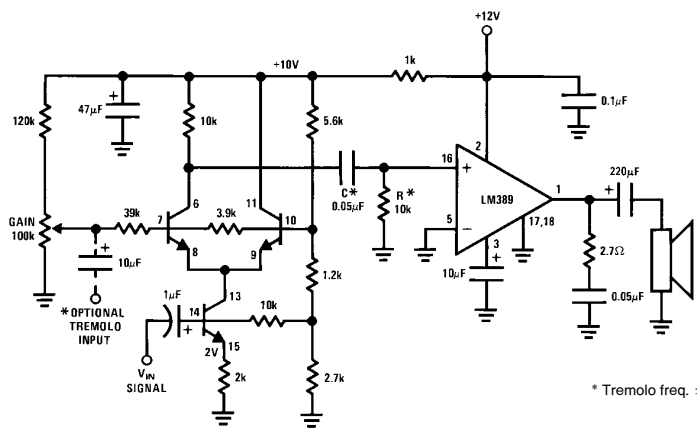 +12V
+10V
1k
120k
47µF
+
10k
5.6k
0.1µF
2
C*
0.05µF
R*
10k
16
+
LM389
1
+
220µF
5
−
17,18
3
+
10µF
2.7Ω
0.05µF
GAIN
100k
39k
7
6
3.9k
11
10
8
9
+
10µF
*OPTIONAL
TREMOLO
INPUT
1.2k
1µF
+
14
13
10k
15
2V
VIN
SIGNAL
2k
2.7k
* Tremolo freq. :